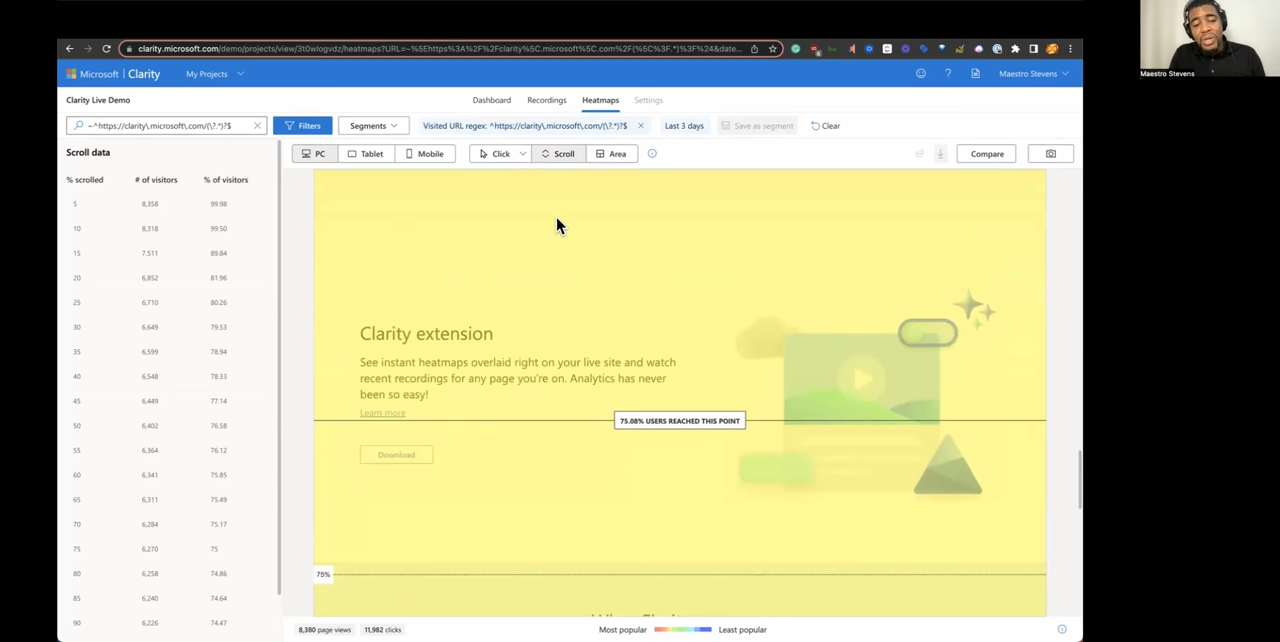 clarity.microsoft.com/demo/projects/view/3t0wlogvdz/heatmaps?URL=~%5Ehttps%3A%2F%2Fclarity%5C.microsoft%5C.com%2F(%5C%3F.*)%3F%24&date...
Maestro Stevens
Microsoft | Clarity My Projects Maestro Stevens
Clarity Live Demo Dashboard Recordings Heatmaps Settings
~^https://clarity\.microsoft\.com/(\?.*)?$ Filters Segments Visited URL regex: ^https://clarity\.microsoft\.com/(\?.*)?$ Last 3 days Save as segment Clear
Scroll data PC Tablet Mobile Click Scroll Area Compare
% scrolled # of visitors % of visitors
5 8,358 99.98
10 8,318 99.50
15 7,511 89.84
20 6,852 81.96
25 6,710 80.26
30 6,649 79.53
35 6,599 78.94
40 6,548 78.33
45 6,449 77.14
50 6,402 76.58
55 6,364 76.12
60 6,341 75.85
65 6,311 75.49
70 6,284 75.17
75 6,270 75
80 6,258 74.86
85 6,240 74.64
90 6,226 74.47
Clarity extension
See instant heatmaps overlaid right on your live site and watch
recent recordings for any page you're on. Analytics has never
been so easy!
Learn more
75.08% USERS REACHED THIS POINT
Download
75%
8,380 page views 11,982 clicks Most popular Least popular